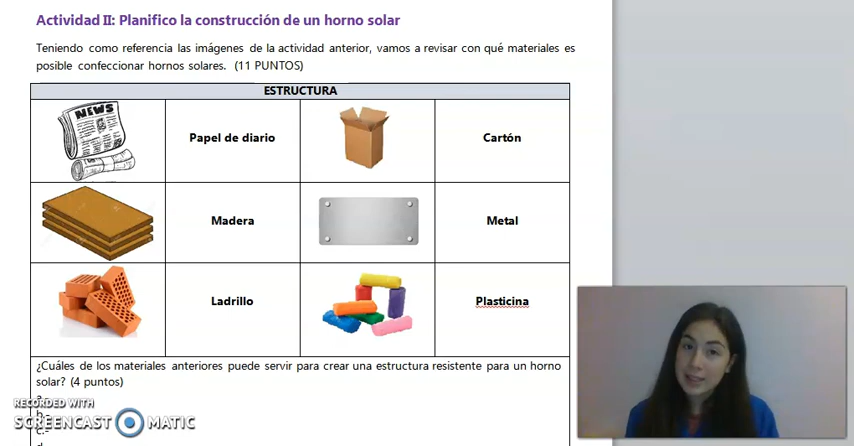 Actividad II: Planifico la construcción de un horno solar
Teniendo como referencia las imágenes de la actividad anterior, vamos a revisar con qué materiales es
posible confeccionar hornos solares. (11 PUNTOS)
ESTRUCTURA
NEWS
Papel de diario
Cartón
Madera
Metal
Ladrillo
Plasticina
¿Cuáles de los materiales anteriores puede servir para crear una estructura resistente para un horno
solar? (4 puntos)
RECORDED WITH
SCREENCAST MATIC